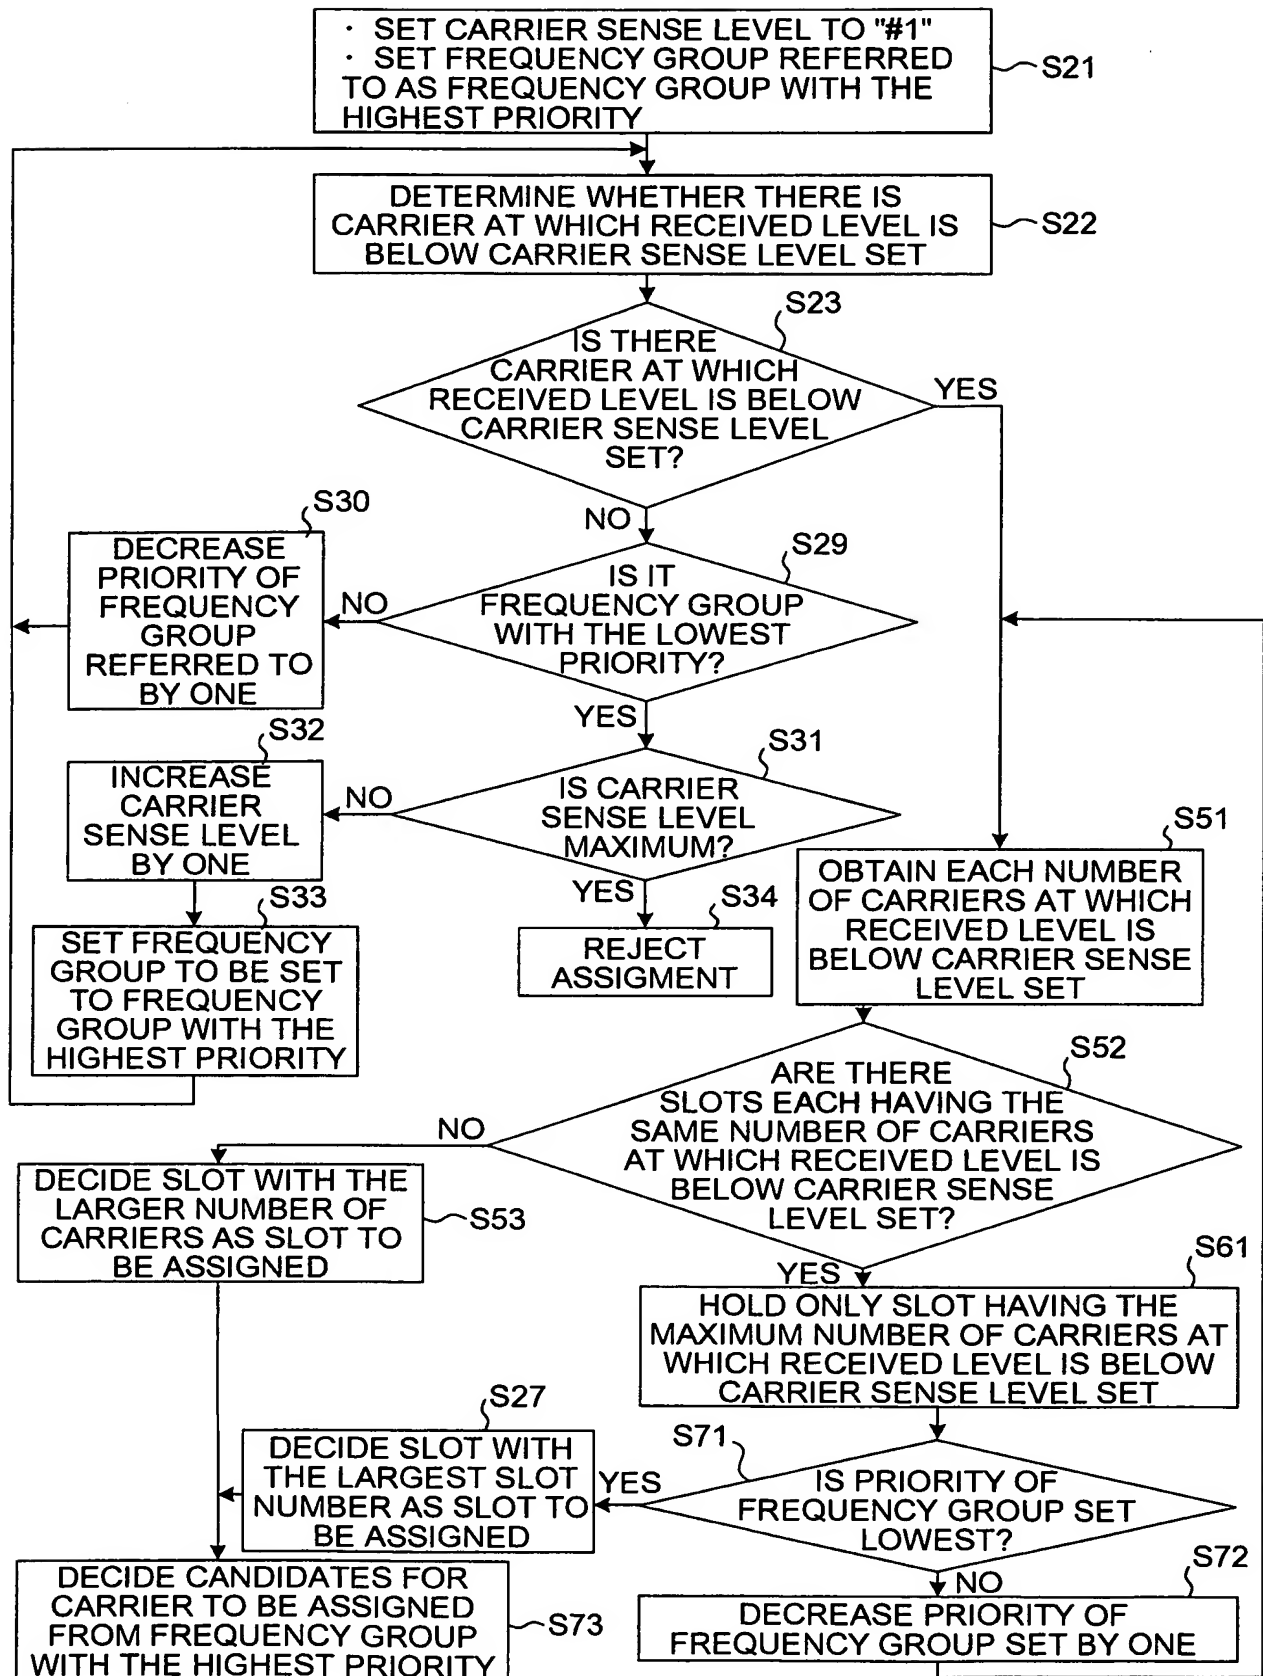 · SET CARRIER SENSE LEVEL TO "#1"
· SET FREQUENCY GROUP REFERRED
TO AS FREQUENCY GROUP WITH THE
HIGHEST PRIORITY
S21
DETERMINE WHETHER THERE IS
CARRIER AT WHICH RECEIVED LEVEL IS
BELOW CARRIER SENSE LEVEL SET
S22
S23
IS THERE
CARRIER AT WHICH
RECEIVED LEVEL IS BELOW
CARRIER SENSE LEVEL
SET?
YES
NO
S30
DECREASE
PRIORITY OF
FREQUENCY
GROUP
REFERRED TO
BY ONE
NO
S29
IS IT
FREQUENCY GROUP
WITH THE LOWEST
PRIORITY?
YES
S32
INCREASE
CARRIER
SENSE LEVEL
BY ONE
NO
S31
IS CARRIER
SENSE LEVEL
MAXIMUM?
YES
S33
SET FREQUENCY
GROUP TO BE SET
TO FREQUENCY
GROUP WITH THE
HIGHEST PRIORITY
S34
REJECT
ASSIGMENT
S51
OBTAIN EACH NUMBER
OF CARRIERS AT WHICH
RECEIVED LEVEL IS
BELOW CARRIER SENSE
LEVEL SET
S52
ARE THERE
SLOTS EACH HAVING THE
SAME NUMBER OF CARRIERS
AT WHICH RECEIVED LEVEL IS
BELOW CARRIER SENSE
LEVEL SET?
NO
YES
DECIDE SLOT WITH THE
LARGER NUMBER OF
CARRIERS AS SLOT TO
BE ASSIGNED
S53
S61
HOLD ONLY SLOT HAVING THE
MAXIMUM NUMBER OF CARRIERS AT
WHICH RECEIVED LEVEL IS BELOW
CARRIER SENSE LEVEL SET
S27
DECIDE SLOT WITH
THE LARGEST SLOT
NUMBER AS SLOT TO
BE ASSIGNED
YES
S71
IS PRIORITY OF
FREQUENCY GROUP SET
LOWEST?
NO
S72
DECREASE PRIORITY OF
FREQUENCY GROUP SET BY ONE
DECIDE CANDIDATES FOR
CARRIER TO BE ASSIGNED
FROM FREQUENCY GROUP
WITH THE HIGHEST PRIORITY
S73